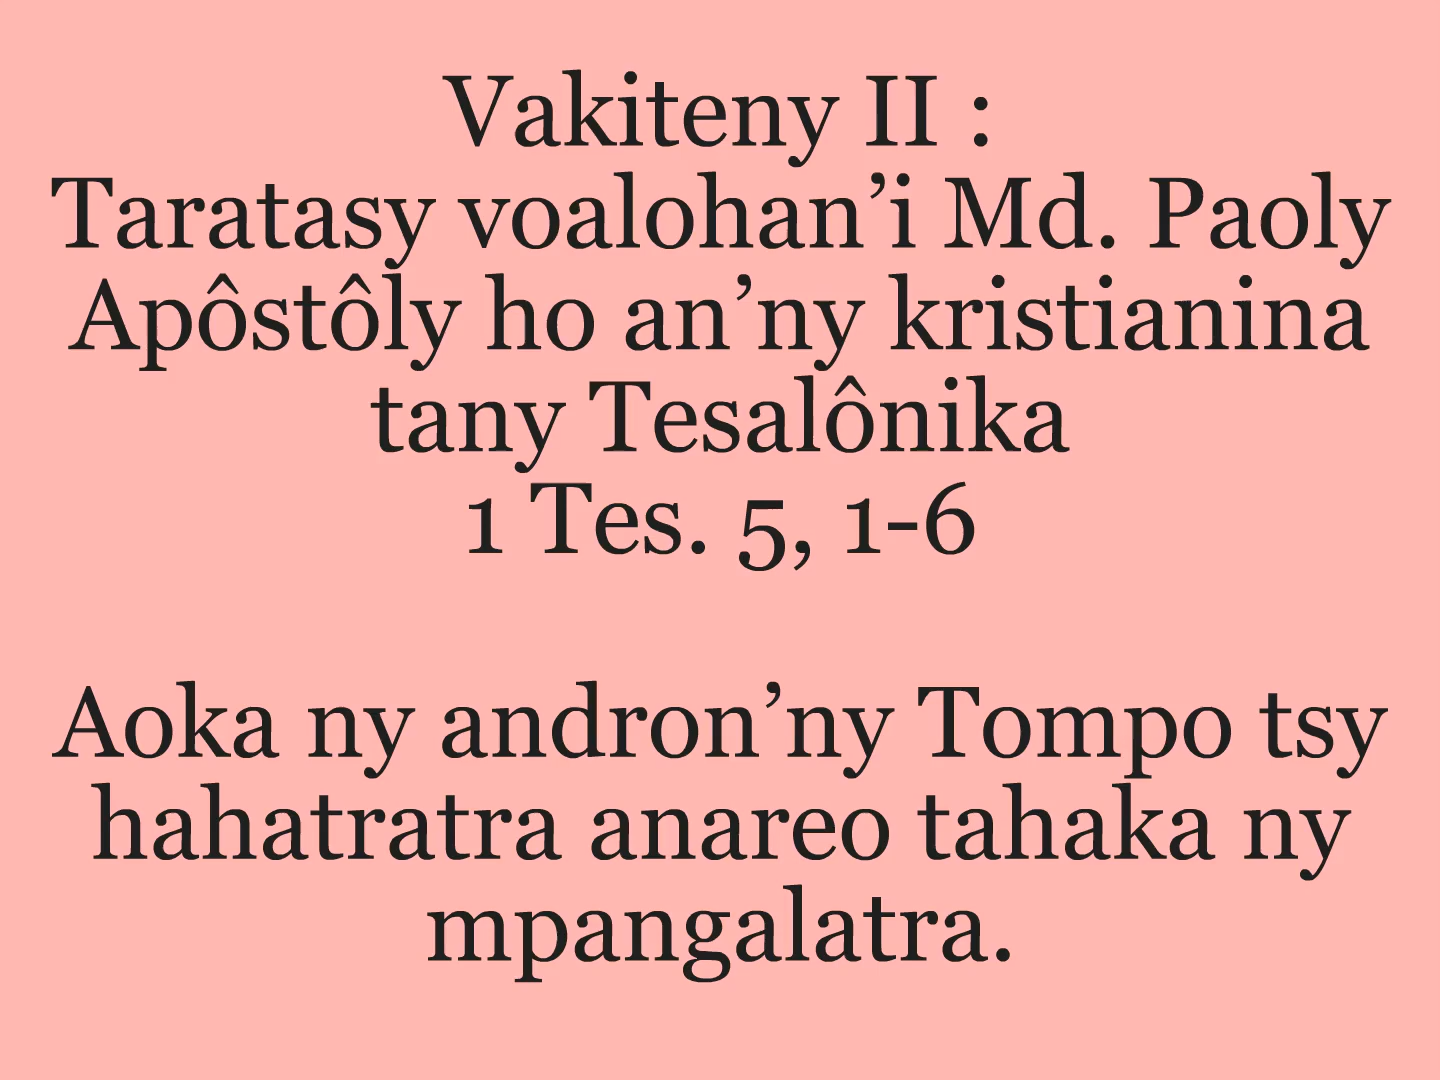 Vakiteny II :
Taratasy voalohan’i Md. Paoly
Apôstôly ho an’ny kristianina
tany Tesalônika
1 Tes. 5, 1-6
Aoka ny andron’ny Tompo tsy
hahatratra anareo tahaka ny
mpangalatra.